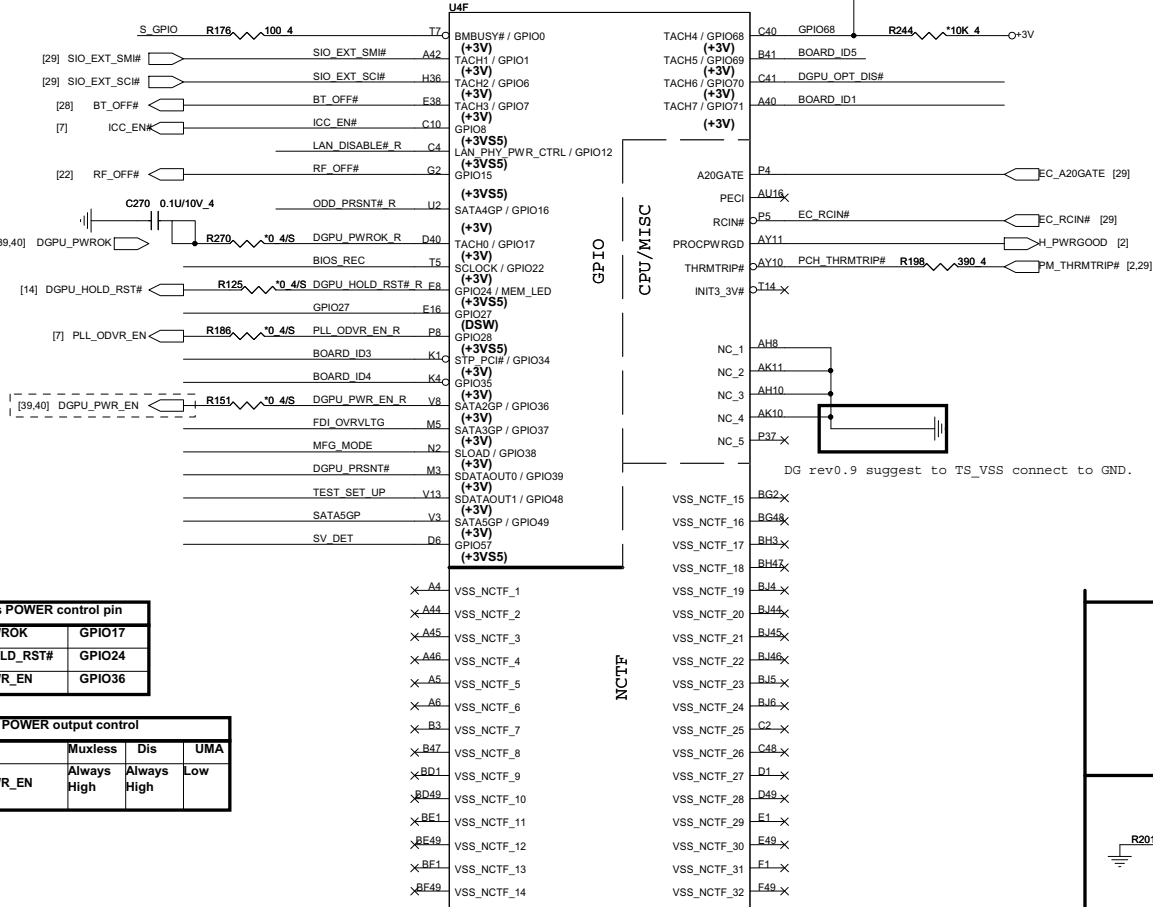 U4F
S_GPIO R176 100_4 T7 BMBUSY# / GPIO0
(+3V)
[29] SIO_EXT_SMI# SIO_EXT_SMI# A42 TACH1 / GPIO1
(+3V)
[29] SIO_EXT_SCI# SIO_EXT_SCI# H36 TACH2 / GPIO6
(+3V)
[28] BT_OFF# BT_OFF# E38 TACH3 / GPIO7
(+3V)
[7] ICC_EN# ICC_EN# C10 GPIO8
(+3VS5)
LAN_DISABLE#_R C4 LAN_PHY_PWR_CTRL / GPIO12
(+3VS5)
[22] RF_OFF# RF_OFF# G2 GPIO15
(+3VS5)
ODD_PRSNT#_R U2 SATA4GP / GPIO16
(+3V)
C270 0.1U/10V_4
39,40] DGPU_PWROK R270 *0_4/S DGPU_PWROK_R D40 TACH0 / GPIO17
(+3V)
BIOS_REC T5 SCLOCK / GPIO22
(+3V)
[14] DGPU_HOLD_RST# R125 *0_4/S DGPU_HOLD_RST#_R E8 GPIO24 / MEM_LED
(+3VS5)
GPIO27 E16 GPIO27
(DSW)
[7] PLL_ODVR_EN R186 *0_4/S PLL_ODVR_EN_R P8 GPIO28
(+3VS5)
BOARD_ID3 K1 STP_PCI# / GPIO34
(+3V)
BOARD_ID4 K4 GPIO35
(+3V)
[39,40] DGPU_PWR_EN R151 *0_4/S DGPU_PWR_EN_R V8 SATA2GP / GPIO36
(+3V)
FDI_OVRVLTG M5 SATA3GP / GPIO37
(+3V)
MFG_MODE N2 SLOAD / GPIO38
(+3V)
DGPU_PRSNT# M3 SDATAOUT0 / GPIO39
(+3V)
TEST_SET_UP V13 SDATAOUT1 / GPIO48
(+3V)
SATA5GP V3 SATA5GP / GPIO49
(+3V)
SV_DET D6 GPIO57
(+3VS5)
A4 VSS_NCTF_1
A44 VSS_NCTF_2
A45 VSS_NCTF_3
A46 VSS_NCTF_4
A5 VSS_NCTF_5
A6 VSS_NCTF_6
B3 VSS_NCTF_7
B47 VSS_NCTF_8
BD1 VSS_NCTF_9
BD49 VSS_NCTF_10
BE1 VSS_NCTF_11
BE49 VSS_NCTF_12
BF1 VSS_NCTF_13
BF49 VSS_NCTF_14
GPIO
CPU/MISC
NCTF
TACH4 / GPIO68 C40 GPIO68 R244 *10K_4 +3V
(+3V)
TACH5 / GPIO69 B41 BOARD_ID5
(+3V)
TACH6 / GPIO70 C41 DGPU_OPT_DIS#
(+3V)
TACH7 / GPIO71 A40 BOARD_ID1
(+3V)
A20GATE P4 EC_A20GATE [29]
PECI AU16
RCIN# P5 EC_RCIN# EC_RCIN# [29]
PROCPWRGD AY11 H_PWRGOOD [2]
THRMTRIP# AY10 PCH_THRMTRIP# R198 390_4 PM_THRMTRIP# [2,29]
INIT3_3V# T14
NC_1 AH8
NC_2 AK11
NC_3 AH10
NC_4 AK10
NC_5 P37
DG rev0.9 suggest to TS_VSS connect to GND.
VSS_NCTF_15 BG2
VSS_NCTF_16 BG48
VSS_NCTF_17 BH3
VSS_NCTF_18 BH47
VSS_NCTF_19 BJ4
VSS_NCTF_20 BJ44
VSS_NCTF_21 BJ45
VSS_NCTF_22 BJ46
VSS_NCTF_23 BJ5
VSS_NCTF_24 BJ6
VSS_NCTF_25 C2
VSS_NCTF_26 C48
VSS_NCTF_27 D1
VSS_NCTF_28 D49
VSS_NCTF_29 E1
VSS_NCTF_30 E49
VSS_NCTF_31 F1
VSS_NCTF_32 F49
s POWER control pin
ROK GPIO17
LD_RST# GPIO24
R_EN GPIO36
POWER output control
Muxless Dis UMA
R_EN Always High Always High Low
R201